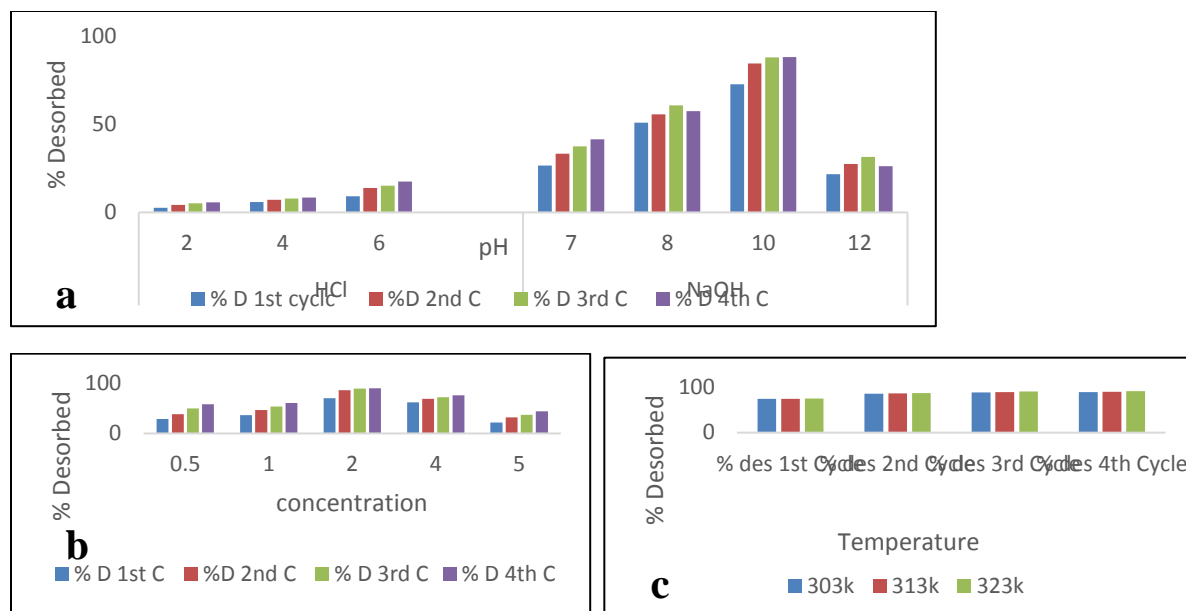 100
50
0
% Desorbed
2 4 6 7 8 10 12
pH
HCl NaOH
% D 1st cyclic %D 2nd C % D 3rd C % D 4th C
a
100
0
% Desorbed
0.5 1 2 4 5
concentration
% D 1st C %D 2nd C % D 3rd C % D 4th C
b
100
0
% Desorbed
% des 1st Cycle % des 2nd Cycle % des 3rd Cycle % des 4th Cycle
Temperature
303k 313k 323k
c